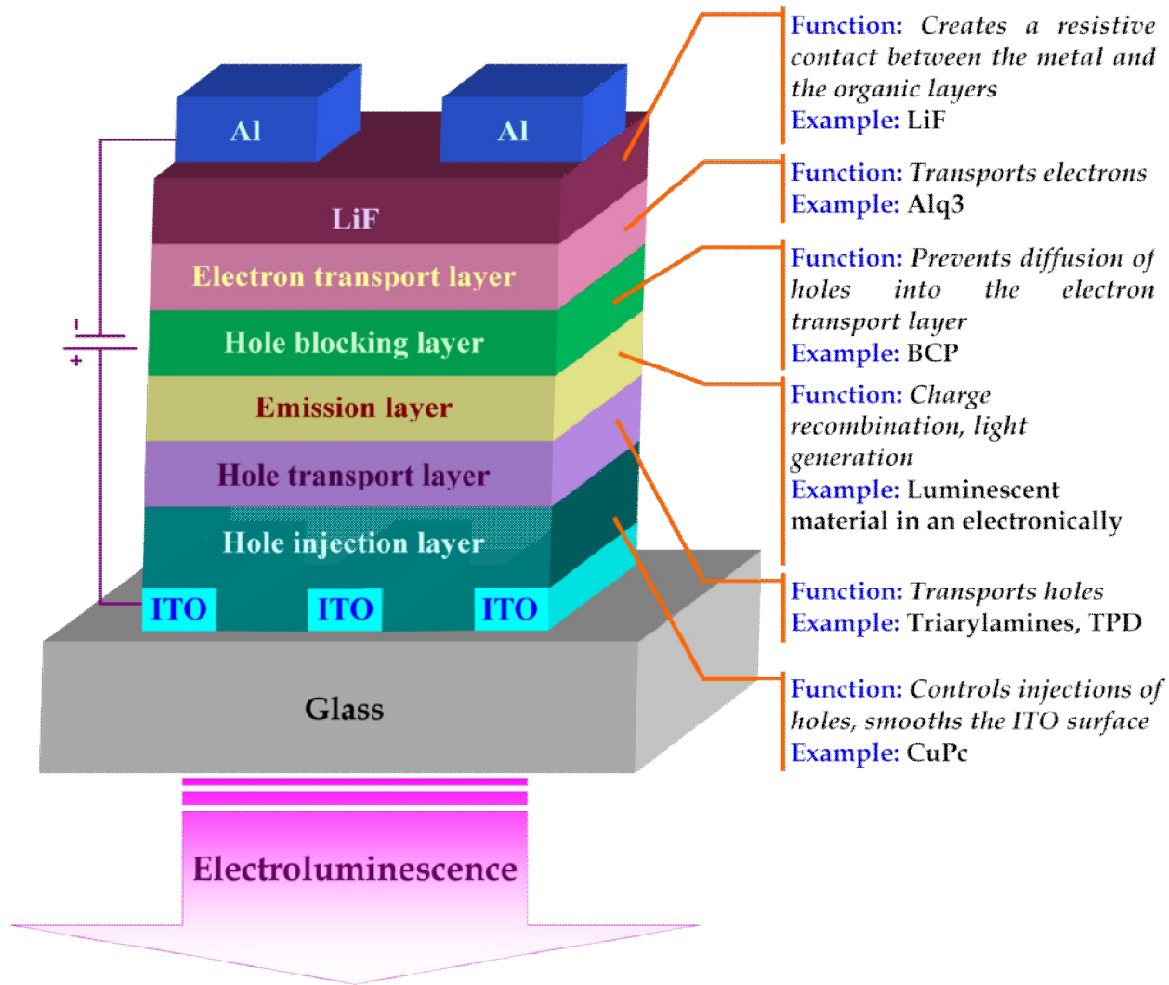 Al
Al
LiF
Electron transport layer
Hole blocking layer
Emission layer
Hole transport layer
Hole injection layer
ITO
ITO
ITO
Glass
Electroluminescence
-
+
Function: Creates a resistive
contact between the metal and
the organic layers
Example: LiF
Function: Transports electrons
Example: Alq3
Function: Prevents diffusion of
holes into the electron
transport layer
Example: BCP
Function: Charge
recombination, light
generation
Example: Luminescent
material in an electronically
Function: Transports holes
Example: Triarylamines, TPD
Function: Controls injections of
holes, smooths the ITO surface
Example: CuPc